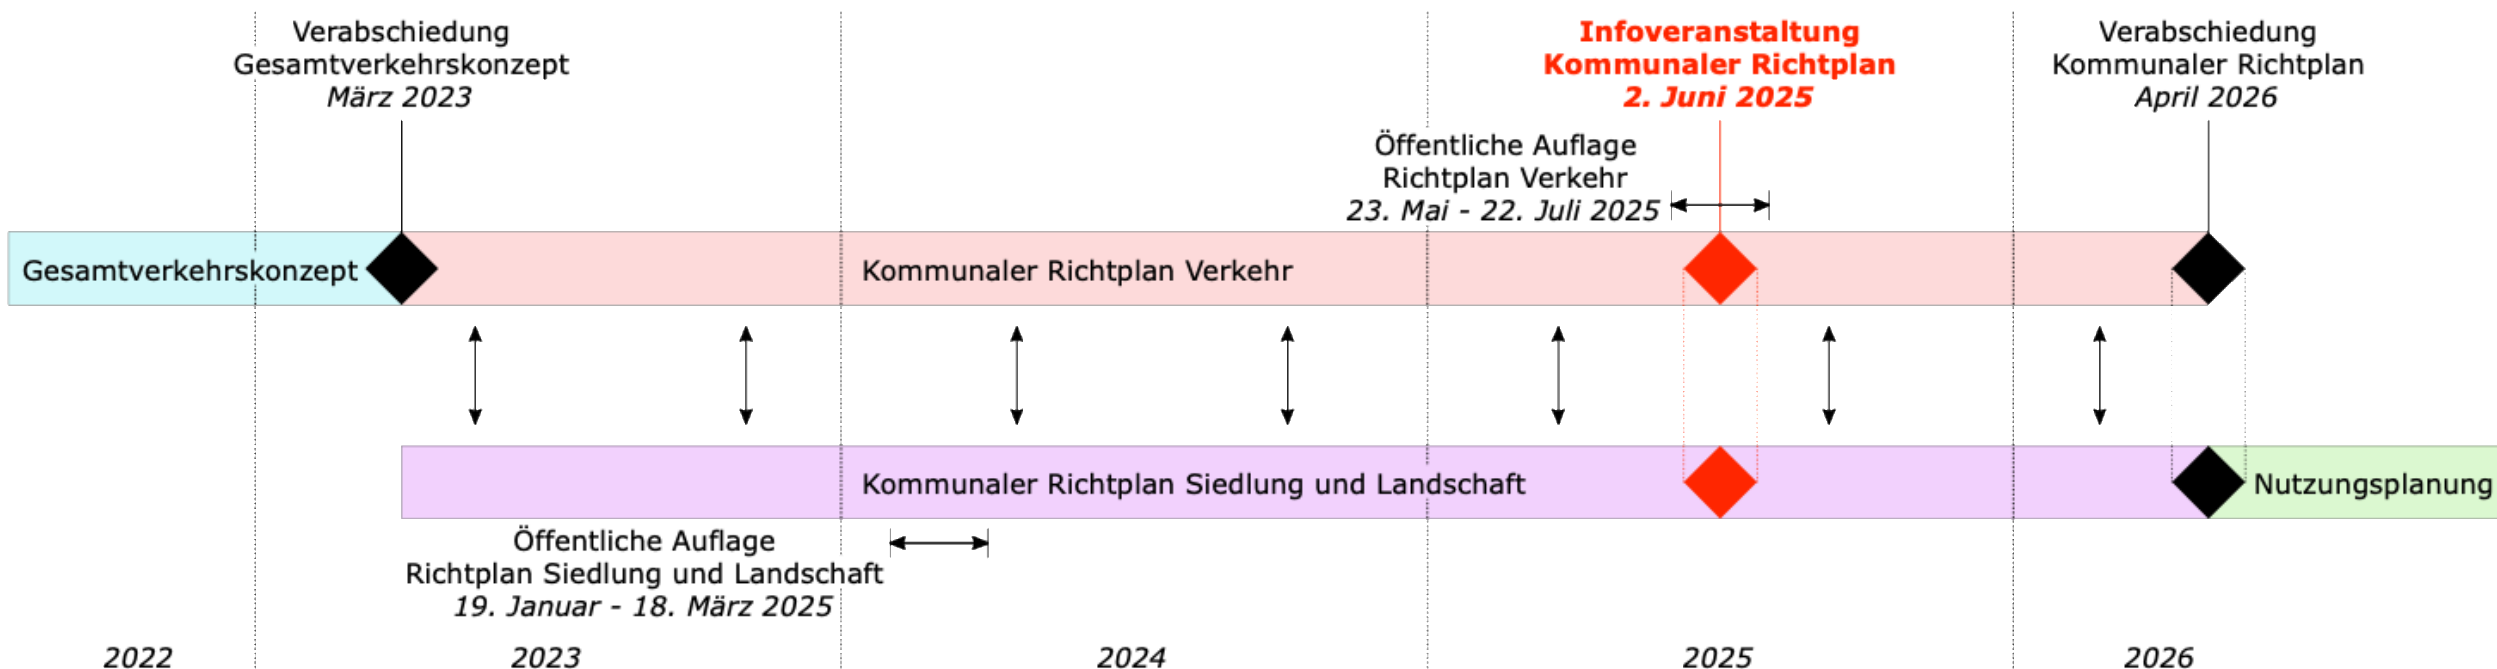 Verabschiedung
Gesamtverkehrskonzept
März 2023
Infoveranstaltung
Kommunaler Richtplan
2. Juni 2025
Verabschiedung
Kommunaler Richtplan
April 2026
Öffentliche Auflage
Richtplan Verkehr
23. Mai - 22. Juli 2025
Gesamtverkehrskonzept
Kommunaler Richtplan Verkehr
Kommunaler Richtplan Siedlung und Landschaft
Nutzungsplanung
Öffentliche Auflage
Richtplan Siedlung und Landschaft
19. Januar - 18. März 2025
2022
2023
2024
2025
2026